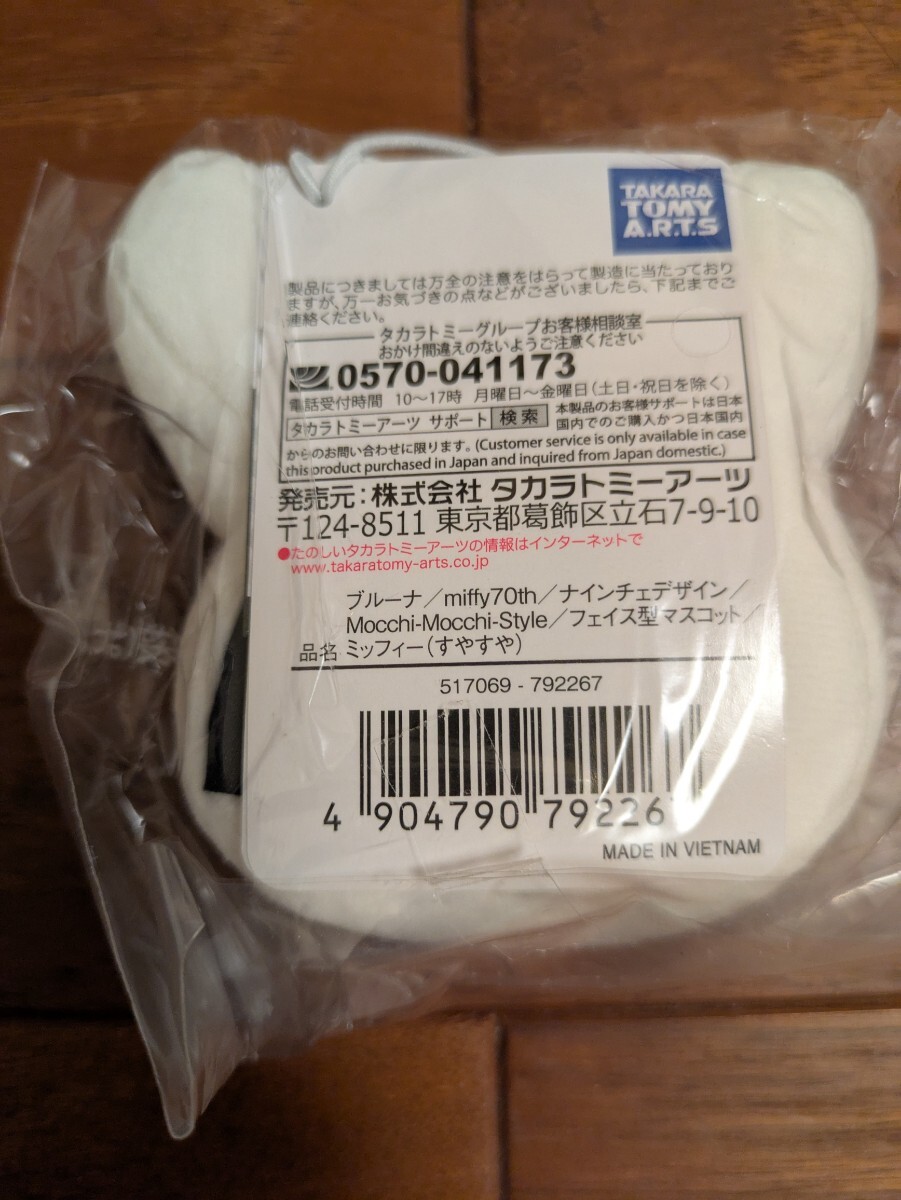 TAKARA
TOMY
A.R.T.S
製品につきましては万全の注意をはらって製造に当たっており
ますが、万一お気づきの点などがございましたら、下記までご
連絡ください。
タカラトミーグループお客様相談室
おかけ間違えのないようご注意ください
0570-041173
電話受付時間 10〜17時 月曜日〜金曜日(土日・祝日を除く)
タカラトミーアーツ サポート 検索 本製品のお客様サポートは日本
国内でのご購入かつ日本国内
からのお問い合わせに限ります。(Customer service is only available in case
this product purchased in Japan and inquired from Japan domestic.)
発売元:株式会社 タカラトミーアーツ
〒124-8511 東京都葛飾区立石7-9-10
●たのしいタカラトミーアーツの情報はインターネットで
www.takaratomy-arts.co.jp
ブルーナ/miffy70th/ナインチェデザイン/
Mocchi-Mocchi-Style/フェイス型マスコット/
品名 ミッフィー(すやすや)
517069 - 792267
4 904790 79226
MADE IN VIETNAM